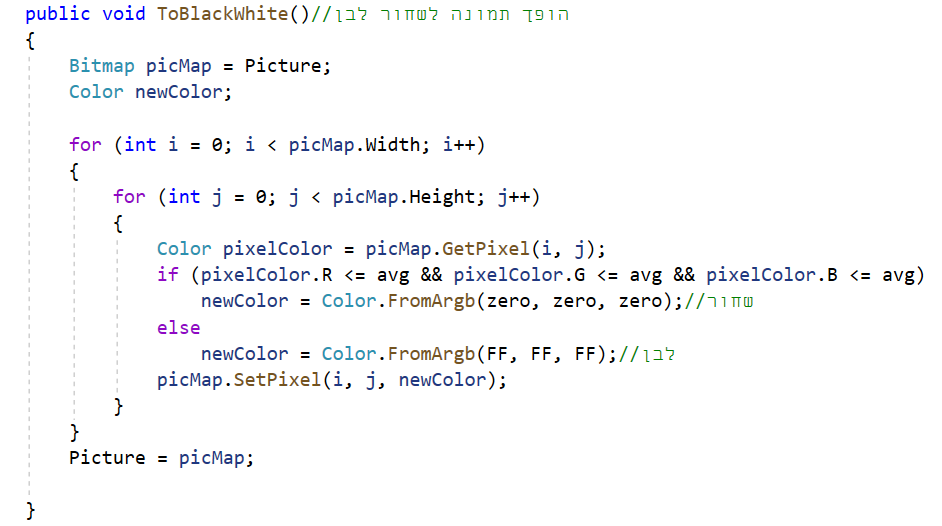 public void ToBlackWhite()//הופך תמונה לשחור לבן
{
Bitmap picMap = Picture;
Color newColor;
for (int i = 0; i < picMap.Width; i++)
{
for (int j = 0; j < picMap.Height; j++)
{
Color pixelColor = picMap.GetPixel(i, j);
if (pixelColor.R <= avg && pixelColor.G <= avg && pixelColor.B <= avg)
newColor = Color.FromArgb(zero, zero, zero);//שחור
else
newColor = Color.FromArgb(FF, FF, FF);//לבן
picMap.SetPixel(i, j, newColor);
}
}
Picture = picMap;
}